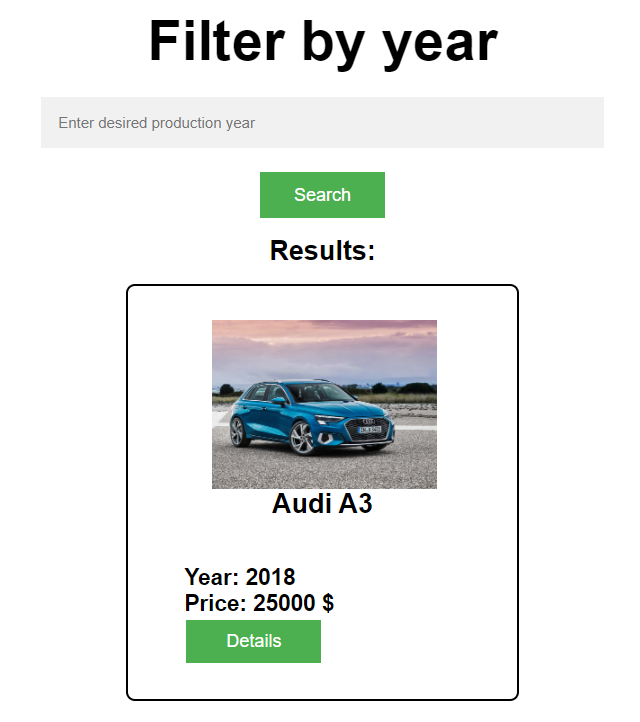 Filter by year
Enter desired production year
Search
Results:
Audi A3
Year: 2018
Price: 25000 $
Details